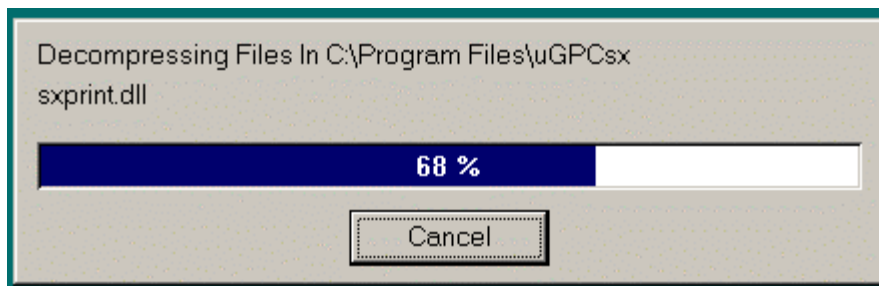 Decompressing Files In C:\Program Files\uGPCsx
sxprint.dll
68 %
Cancel